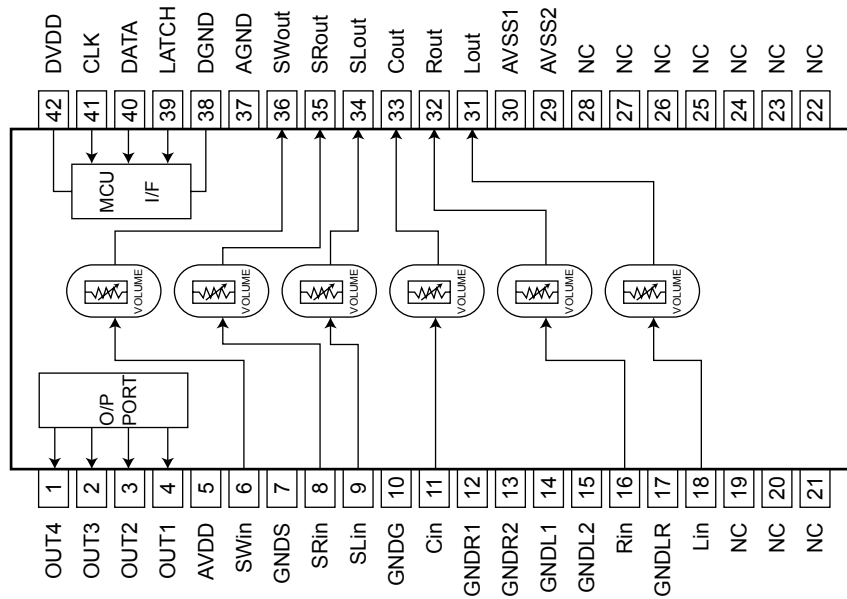 DVDD
CLK
DATA
LATCH
DGND
AGND
SWout
SRout
SLout
Cout
Rout
Lout
AVSS1
AVSS2
NC
NC
NC
NC
NC
NC
NC
42
41
40
39
38
37
36
35
34
33
32
31
30
29
28
27
26
25
24
23
22
MCU
I/F
VOLUME
VOLUME
VOLUME
VOLUME
VOLUME
VOLUME
O/P
PORT
1
2
3
4
5
6
7
8
9
10
11
12
13
14
15
16
17
18
19
20
21
OUT4
OUT3
OUT2
OUT1
AVDD
SWin
GNDS
SRin
SLin
GNDG
Cin
GNDR1
GNDR2
GNDL1
GNDL2
Rin
GNDLR
Lin
NC
NC
NC